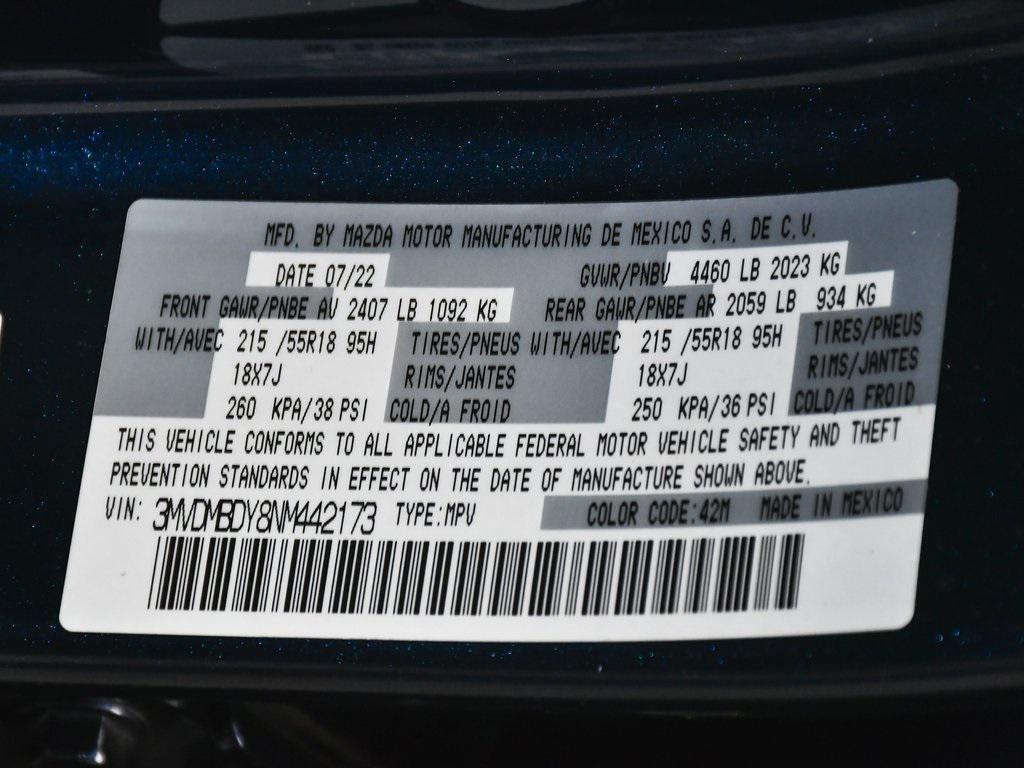 MFD. BY MAZDA MOTOR MANUFACTURING DE MEXICO S.A. DE C.V.
DATE 07/22 GVWR/PNBV 4460 LB 2023 KG
FRONT GAWR/PNBE AV 2407 LB 1092 KG REAR GAWR/PNBE AR 2059 LB 934 KG
WITH/AVEC 215 /55R18 95H TIRES/PNEUS WITH/AVEC 215 /55R18 95H TIRES/PNEUS
18X7J RIMS/JANTES 18X7J RIMS/JANTES
260 KPA/38 PSI COLD/A FROID 250 KPA/36 PSI COLD/A FROID
THIS VEHICLE CONFORMS TO ALL APPLICABLE FEDERAL MOTOR VEHICLE SAFETY AND THEFT
PREVENTION STANDARDS IN EFFECT ON THE DATE OF MANUFACTURE SHOWN ABOVE.
VIN: 3MVDMBDY8NM442173 TYPE:MPV COLOR CODE:42M MADE IN MEXICO